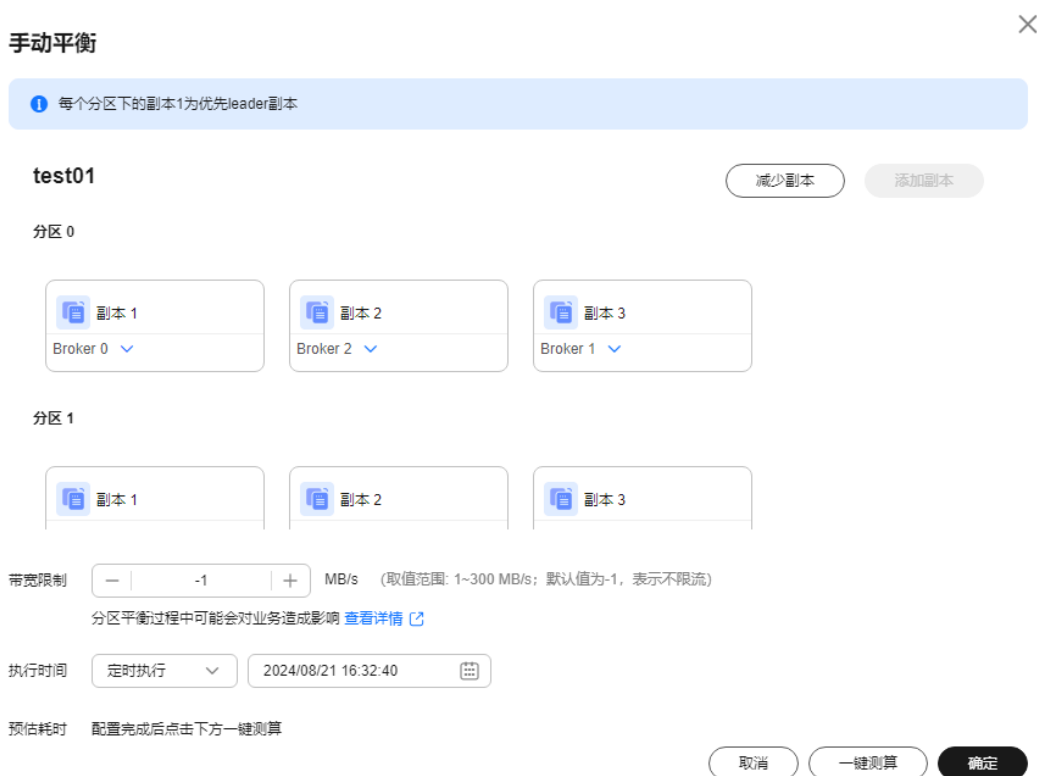 手动平衡
每个分区下的副本1为优先leader副本
test01 减少副本 添加副本
分区 0
副本 1 副本 2 副本 3
Broker 0 Broker 2 Broker 1
分区 1
副本 1 副本 2 副本 3
带宽限制 -1 MB/s (取值范围: 1~300 MB/s；默认值为-1，表示不限流)
分区平衡过程中可能会对业务造成影响 查看详情
执行时间 定时执行 2024/08/21 16:32:40
预估耗时 配置完成后点击下方一键测算
取消 一键测算 确定